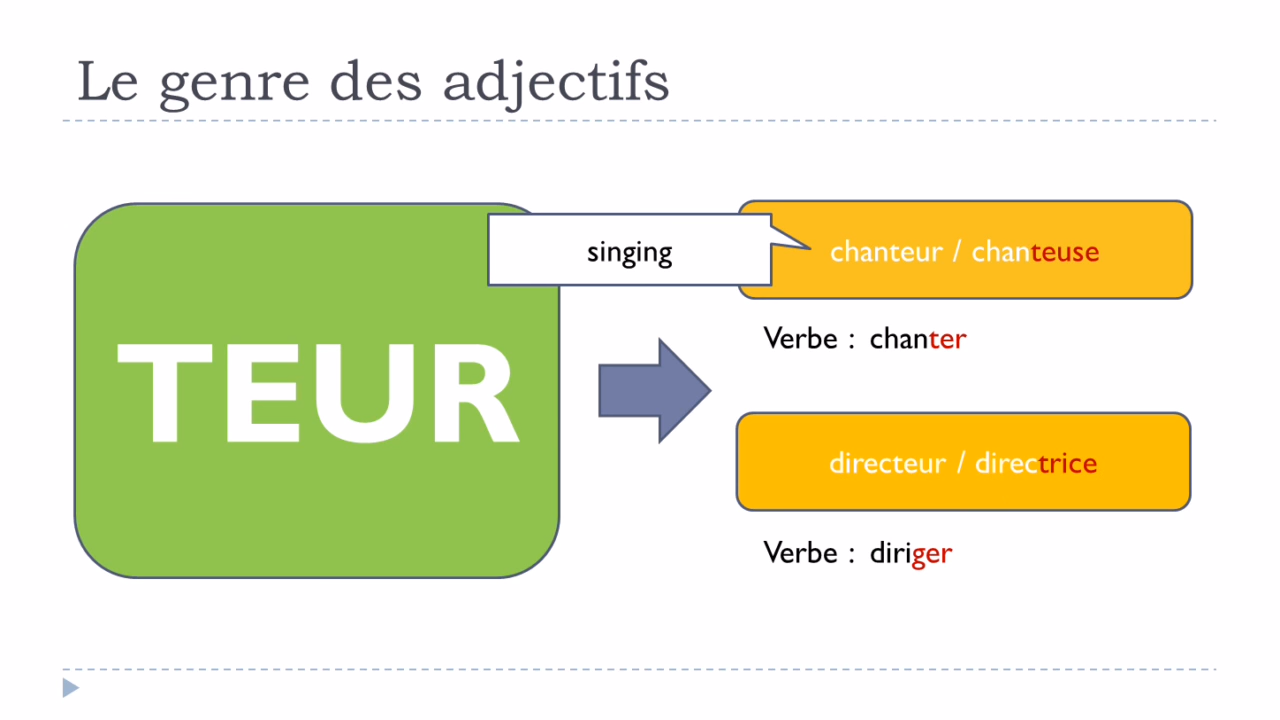 Le genre des adjectifs
TEUR
singing
chanteur / chanteuse
Verbe : chanter
directeur / directrice
Verbe : diriger